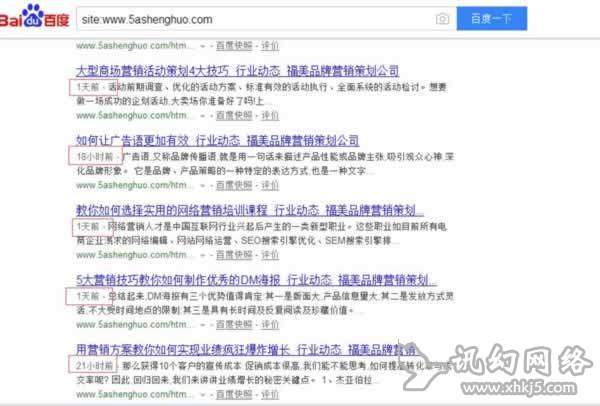 Bai 百度
site:www.5ashenghuo.com
百度一下
www.5ashenghuo.com/htm... - 百度快照 - 评价
大型商场营销活动策划4大技巧_行业动态_福美品牌营销策划公司
1天前 - 活动前期调查、优化的活动方案、标准有效的活动执行、全面系统的活动检讨。想要
做一场成功的企划活动,大卖场你准备好了吗!上...
www.5ashenghuo.com/htm... - 百度快照 - 评价
如何让广告语更加有效_行业动态_福美品牌营销策划公司
18小时前 - 广告语,又称品牌传播语,就是用一句话来描述产品性能或品牌主张,吸引观众心神,深
化品牌形象。 它是品牌、产品策略的一种特定的表达方式,也是一种文字...
www.5ashenghuo.com/htm... - 百度快照 - 评价
教你如何选择实用的网络营销培训课程_行业动态_福美品牌营销策划...
1天前 - 网络营销人才是中国互联网行业兴起后产生的一类新型职业。这些职业如目前所有电
商企业渴求的网络编辑、网站网络运营、SEO搜索引擎优化、SEM搜索引擎排...
www.5ashenghuo.com/htm... - 百度快照 - 评价
5大营销技巧教你如何制作优秀的DM海报_行业动态_福美品牌营销策划...
1天前 - 总结起来,DM海报有三个优势值得肯定:其一是版面大,产品信息量大;其二是发放方式灵
活,不大受时间地点的限制;其三是具有长时间及反复阅读及珍藏价值。
www.5ashenghuo.com/htm... - 百度快照 - 评价
用营销方案教你如何实现业绩疯狂爆炸增长_行业动态_福美品牌营销
21小时前 - 那么获得10个客户的宣传成本,促销成本很高,我们能不能思考,如何提高转化率与成
交率呢? 因此,回归回来,我们来讲讲业绩增长的秘密关键点。 1、杰亚伯拉...
讯幻网络
www.xhkj5.com